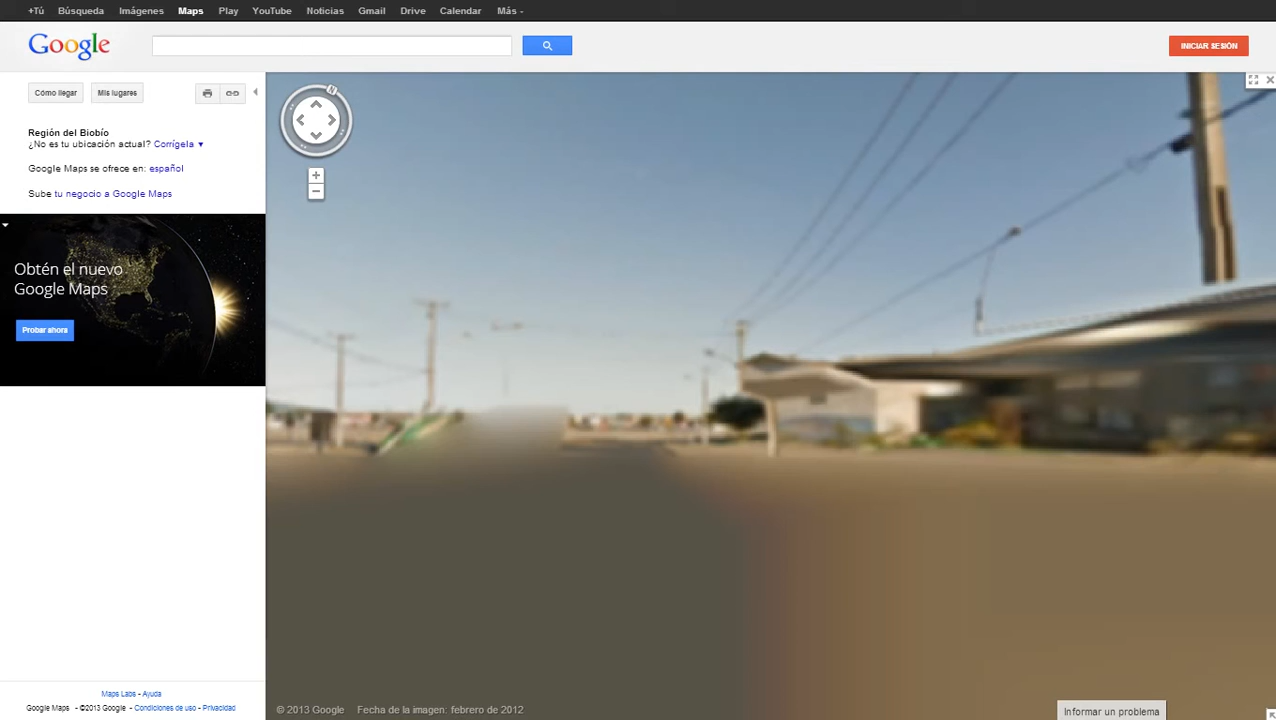 +Tú Búsqueda Imágenes Maps Play YouTube Noticias Gmail Drive Calendar Más
Google
INICIAR SESIÓN
Cómo llegar Mis lugares
Región del Biobío
¿No es tu ubicación actual? Corrígela ▼
Google Maps se ofrece en: español
Sube tu negocio a Google Maps
Obtén el nuevo
Google Maps
Probar ahora
Maps Labs - Ayuda
Google Maps - ©2013 Google - Condiciones de uso - Privacidad
© 2013 Google Fecha de la imagen: febrero de 2012
Informar un problema